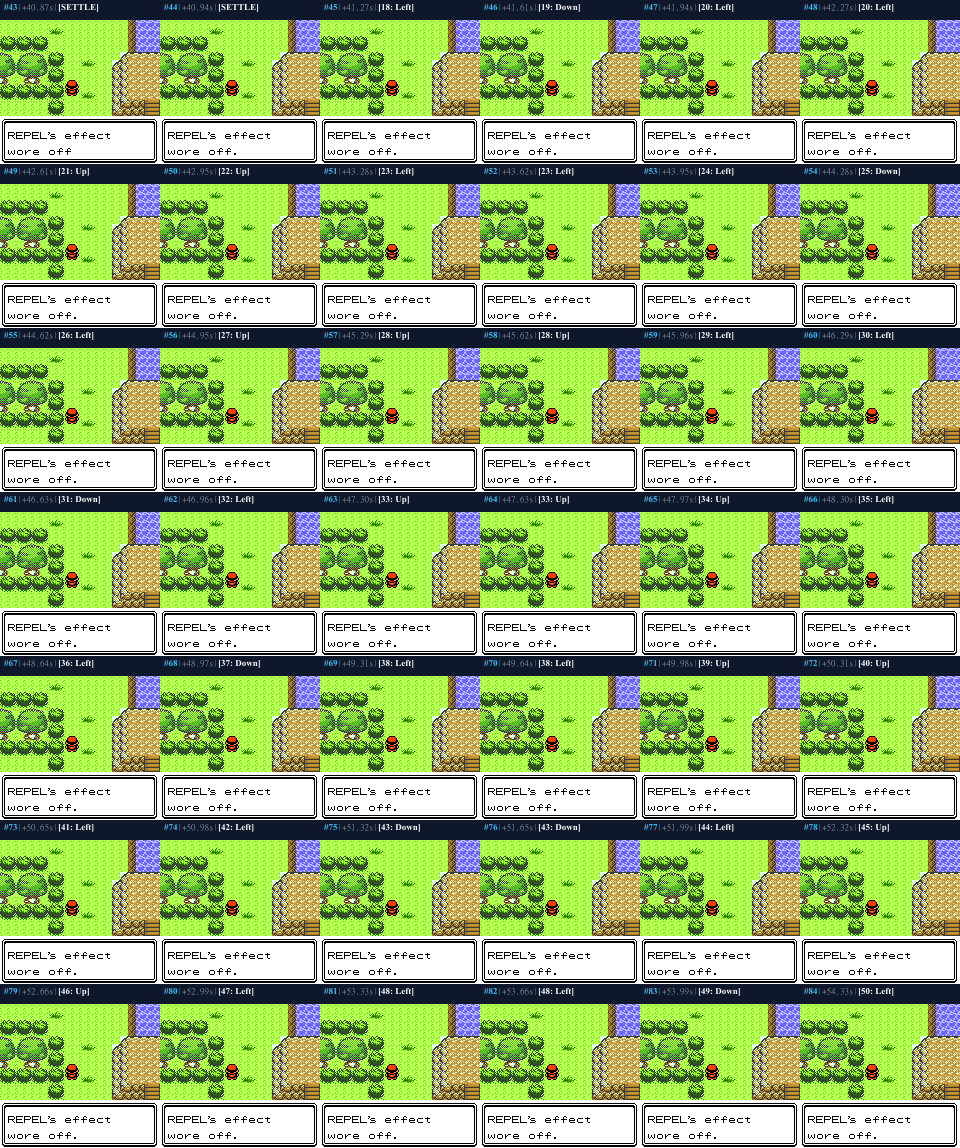 #43|+40.87s|[SETTLE] #44|+40.94s|[SETTLE] #45|+41.27s|[18: Left] #46|+41.61s|[19: Down] #47|+41.94s|[20: Left] #48|+42.27s|[20: Left]
REPEL's effect REPEL's effect REPEL's effect REPEL's effect REPEL's effect REPEL's effect
wore off wore off. wore off. wore off. wore off. wore off.
#49|+42.61s|[21: Up] #50|+42.95s|[22: Up] #51|+43.28s|[23: Left] #52|+43.62s|[23: Left] #53|+43.95s|[24: Left] #54|+44.28s|[25: Down]
REPEL's effect REPEL's effect REPEL's effect REPEL's effect REPEL's effect REPEL's effect
wore off. wore off. wore off. wore off. wore off. wore off.
#55|+44.62s|[26: Left] #56|+44.95s|[27: Up] #57|+45.29s|[28: Up] #58|+45.62s|[28: Up] #59|+45.96s|[29: Left] #60|+46.29s|[30: Left]
REPEL's effect REPEL's effect REPEL's effect REPEL's effect REPEL's effect REPEL's effect
wore off. wore off. wore off. wore off. wore off. wore off.
#61|+46.63s|[31: Down] #62|+46.96s|[32: Left] #63|+47.30s|[33: Up] #64|+47.63s|[33: Up] #65|+47.97s|[34: Up] #66|+48.30s|[35: Left]
REPEL's effect REPEL's effect REPEL's effect REPEL's effect REPEL's effect REPEL's effect
wore off. wore off. wore off. wore off. wore off. wore off.
#67|+48.64s|[36: Left] #68|+48.97s|[37: Down] #69|+49.31s|[38: Left] #70|+49.64s|[38: Left] #71|+49.98s|[39: Up] #72|+50.31s|[40: Up]
REPEL's effect REPEL's effect REPEL's effect REPEL's effect REPEL's effect REPEL's effect
wore off. wore off. wore off. wore off. wore off. wore off.
#73|+50.65s|[41: Left] #74|+50.98s|[42: Left] #75|+51.32s|[43: Down] #76|+51.65s|[43: Down] #77|+51.99s|[44: Left] #78|+52.32s|[45: Up]
REPEL's effect REPEL's effect REPEL's effect REPEL's effect REPEL's effect REPEL's effect
wore off. wore off. wore off. wore off. wore off. wore off.
#79|+52.66s|[46: Up] #80|+52.99s|[47: Left] #81|+53.33s|[48: Left] #82|+53.66s|[48: Left] #83|+53.99s|[49: Down] #84|+54.33s|[50: Left]
REPEL's effect REPEL's effect REPEL's effect REPEL's effect REPEL's effect REPEL's effect
wore off. wore off. wore off. wore off. wore off. wore off.